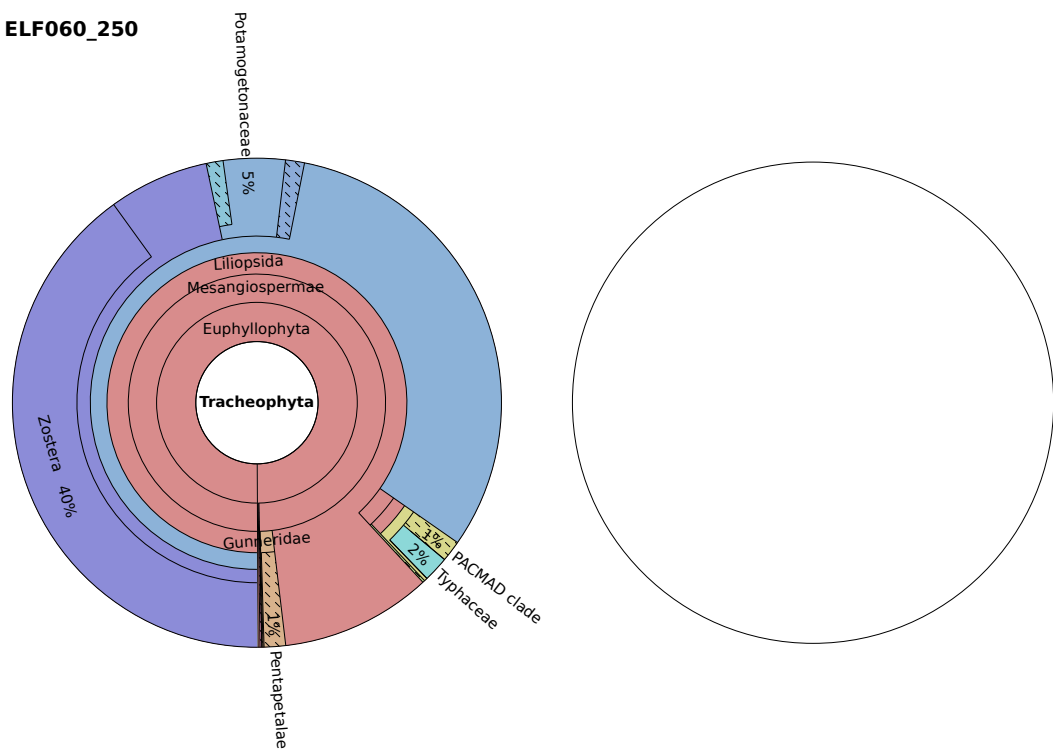 ELF060_250
Potamogetonaceae
5%
Liliopsida
Mesangiospermae
Euphyllophyta
Tracheophyta
Zostera 40%
Gunneridae
1%
2%
PACMAD clade
Typhaceae
1%
Pentapetalae